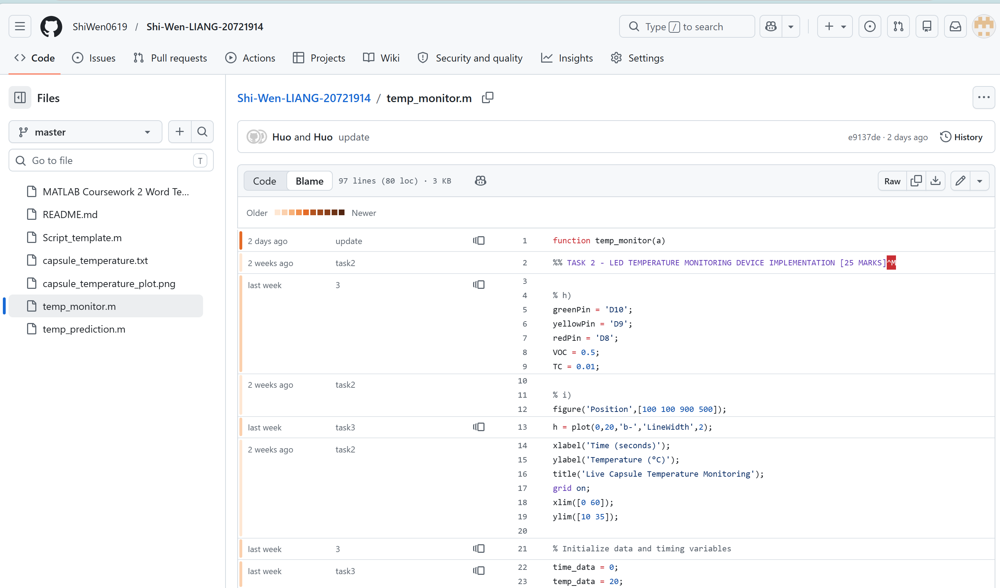 ShiWen0619 / Shi-Wen-LIANG-20721914
Type / to search
Code
Issues
Pull requests
Actions
Projects
Wiki
Security and quality
Insights
Settings
Files
master
Go to file
T
MATLAB Coursework 2 Word Te...
README.md
Script_template.m
capsule_temperature.txt
capsule_temperature_plot.png
temp_monitor.m
temp_prediction.m
Shi-Wen-LIANG-20721914 / temp_monitor.m
Huo and Huo update
e9137de · 2 days ago
History
Code
Blame
97 lines (80 loc) · 3 KB
Raw
Older
Newer
2 days ago update 1 function temp_monitor(a)
2 weeks ago task2 2 %% TASK 2 - LED TEMPERATURE MONITORING DEVICE IMPLEMENTATION [25 MARKS]^M
last week 3 3
4 % h)
5 greenPin = 'D10';
6 yellowPin = 'D9';
7 redPin = 'D8';
8 VOC = 0.5;
9 TC = 0.01;
2 weeks ago task2 10
11 % i)
12 figure('Position',[100 100 900 500]);
last week task3 13 h = plot(0,20,'b-','LineWidth',2);
2 weeks ago task2 14 xlabel('Time (seconds)');
15 ylabel('Temperature (°C)');
16 title('Live Capsule Temperature Monitoring');
17 grid on;
18 xlim([0 60]);
19 ylim([10 35]);
20
last week 3 21 % Initialize data and timing variables
last week task3 22 time_data = 0;
23 temp_data = 20;